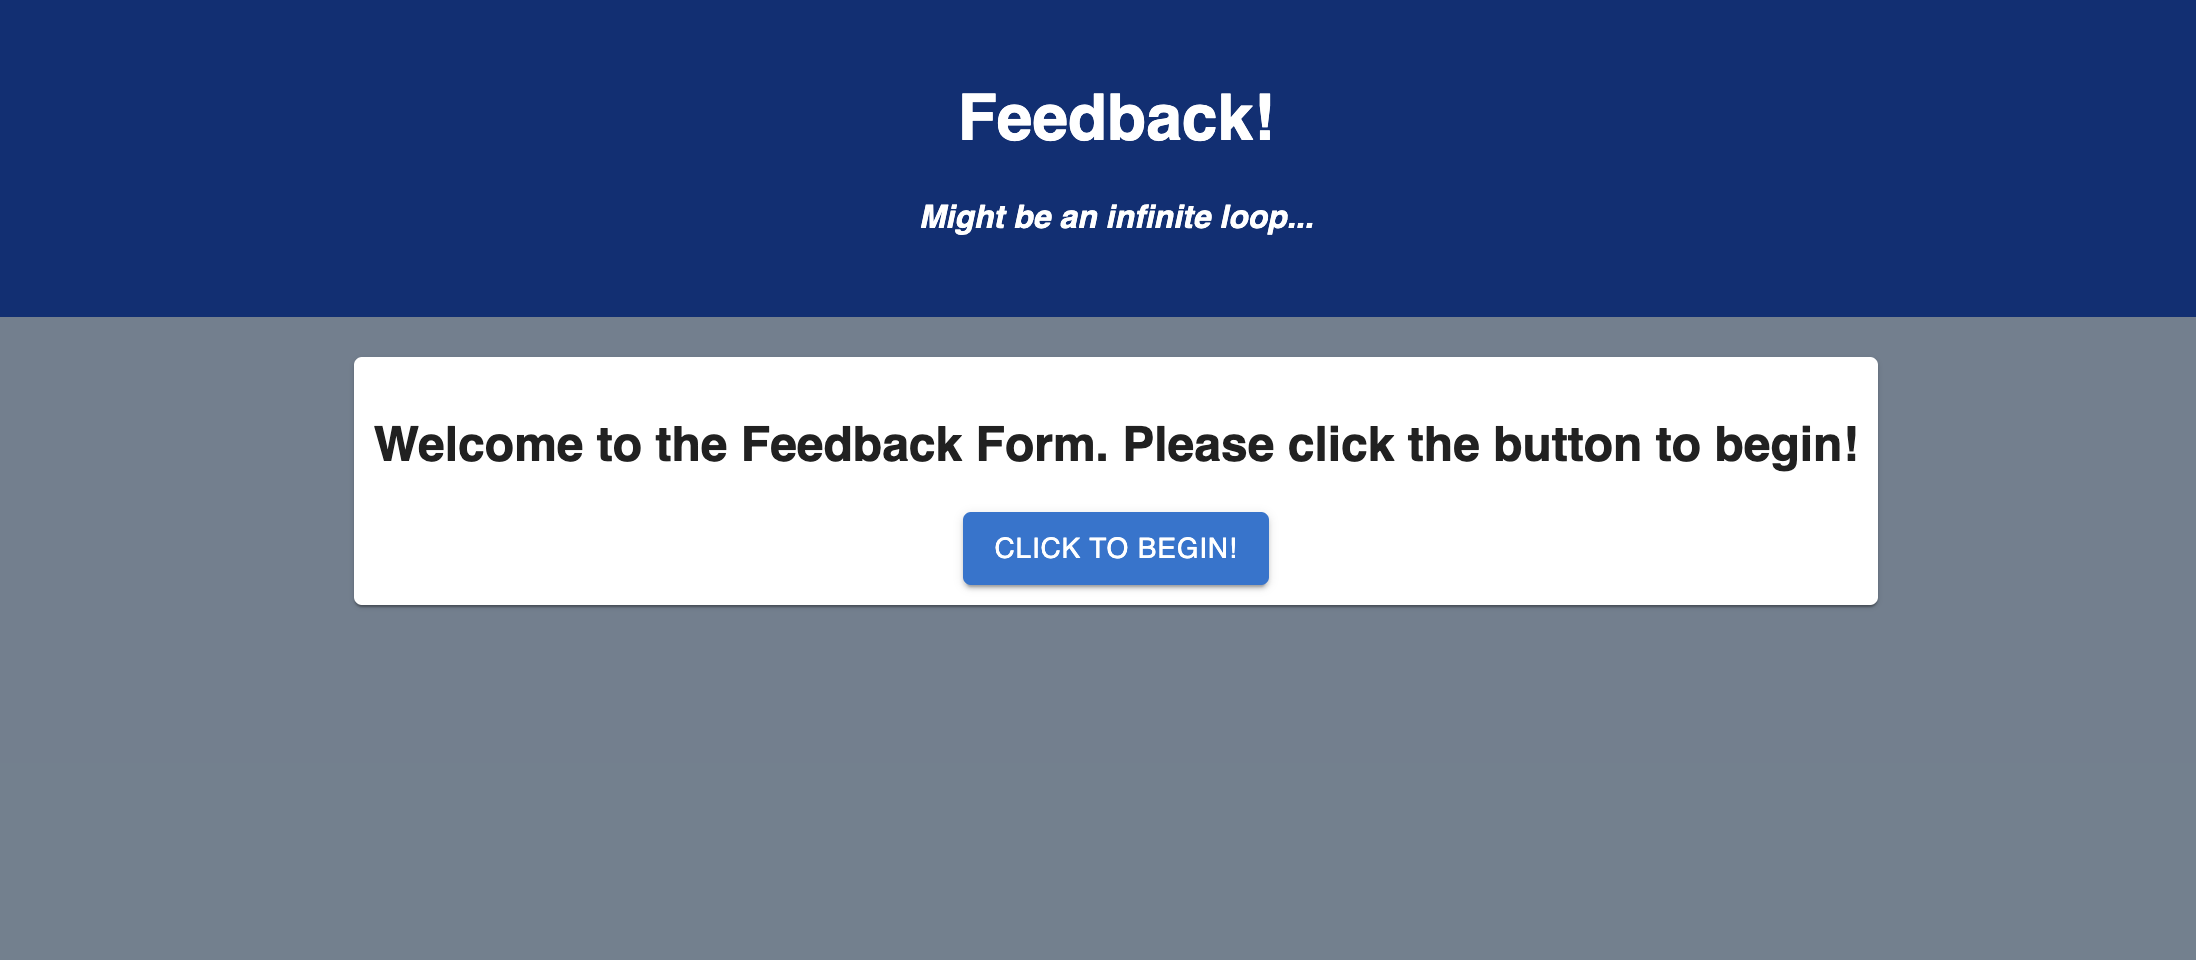 Feedback!
Might be an infinite loop...
Welcome to the Feedback Form. Please click the button to begin!
CLICK TO BEGIN!